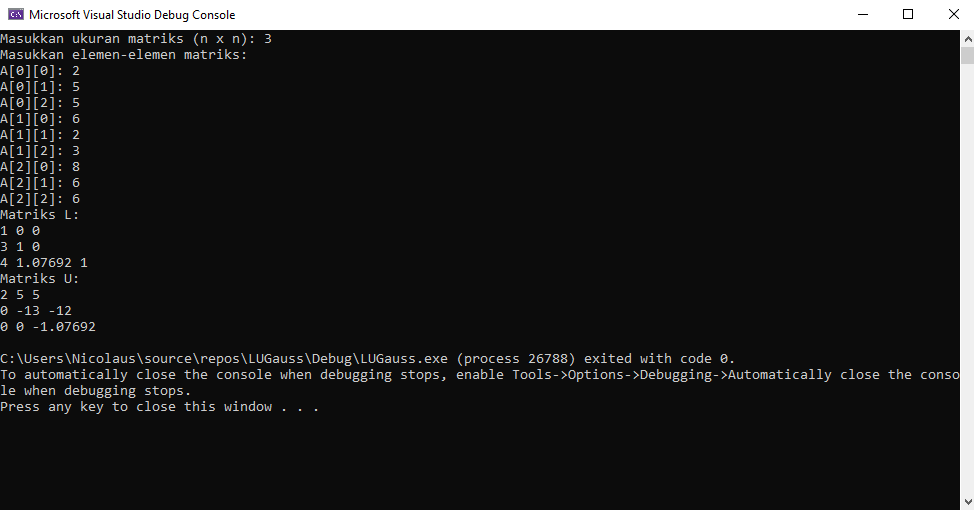 Microsoft Visual Studio Debug Console
Masukkan ukuran matriks (n x n): 3
Masukkan elemen-elemen matriks:
A[0][0]: 2
A[0][1]: 5
A[0][2]: 5
A[1][0]: 6
A[1][1]: 2
A[1][2]: 3
A[2][0]: 8
A[2][1]: 6
A[2][2]: 6
Matriks L:
1 0 0
3 1 0
4 1.07692 1
Matriks U:
2 5 5
0 -13 -12
0 0 -1.07692
C:\Users\Nicolaus\source\repos\LUGauss\Debug\LUGauss.exe (process 26788) exited with code 0.
To automatically close the console when debugging stops, enable Tools->Options->Debugging->Automatically close the conso
le when debugging stops.
Press any key to close this window . . .